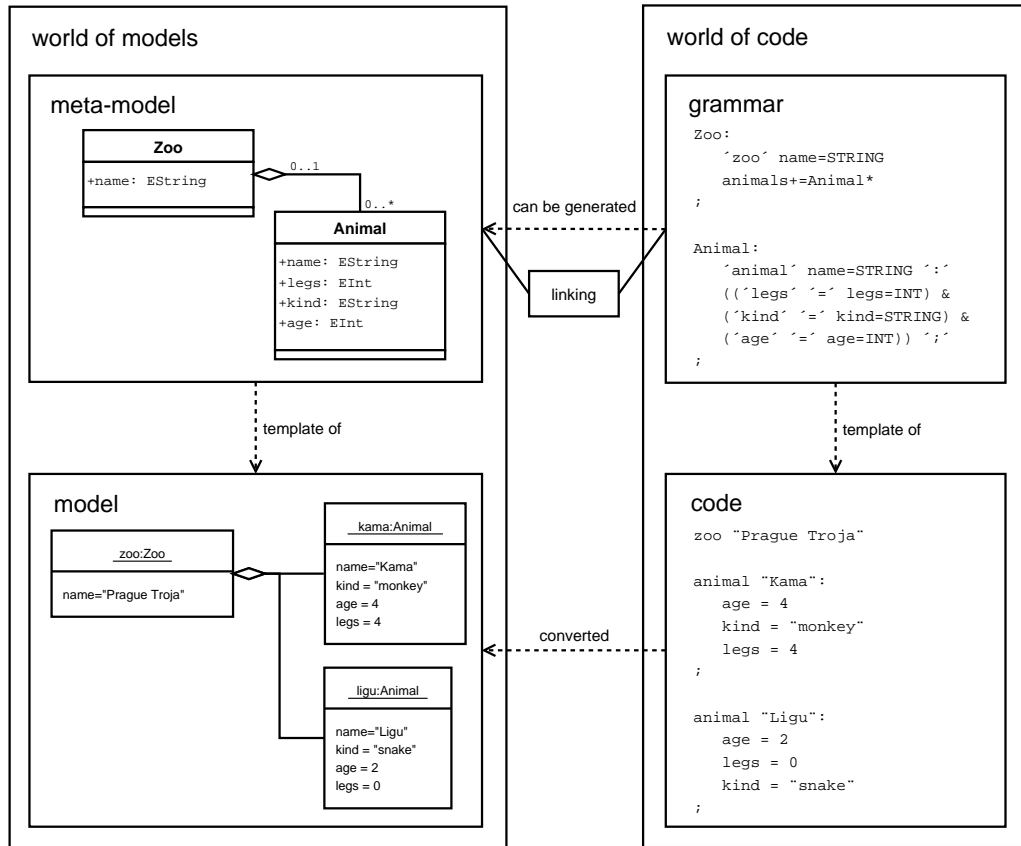 world of models
meta-model
Zoo
+name: EString
0..1
0..*
Animal
+name: EString
+legs: EInt
+kind: EString
+age: EInt
can be generated
linking
world of code
grammar
Zoo:
´zoo´ name=STRING
animals+=Animal*
;
Animal:
´animal´ name=STRING ´:´
((´legs´ ´=´ legs=INT) &
(´kind´ ´=´ kind=STRING) &
(´age´ ´=´ age=INT)) ´;´
;
template of
template of
model
zoo:Zoo
name="Prague Troja"
kama:Animal
name="Kama"
kind = "monkey"
age = 4
legs = 4
ligu:Animal
name="Ligu"
kind = "snake"
age = 2
legs = 0
converted
code
zoo ¨Prague Troja¨
animal ¨Kama¨:
age = 4
kind = ¨monkey¨
legs = 4
;
animal ¨Ligu¨:
age = 2
legs = 0
kind = ¨snake¨
;